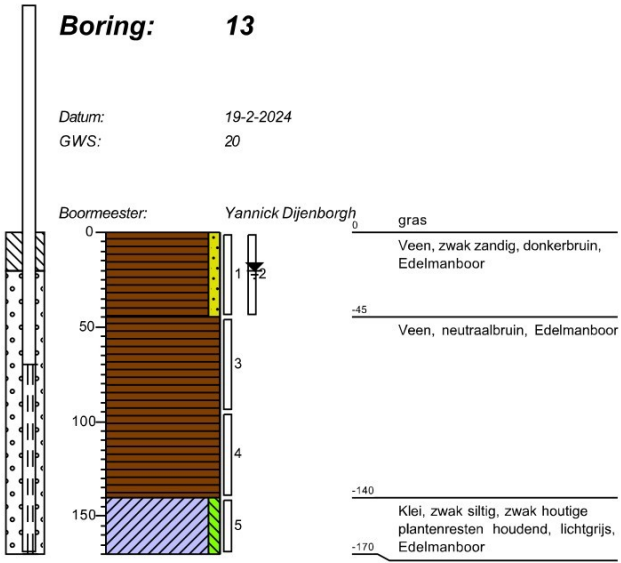 Boring: 13
Datum: 19-2-2024
GWS: 20
Boormeester: Yannick Dijenborgh
0
50
100
150
1
2
3
4
5
0
gras
Veen, zwak zandig, donkerbruin,
Edelmanboor
-45
Veen, neutraalbruin, Edelmanboor
-140
Klei, zwak siltig, zwak houtige
plantenresten houdend, lichtgrijs,
Edelmanboor
-170